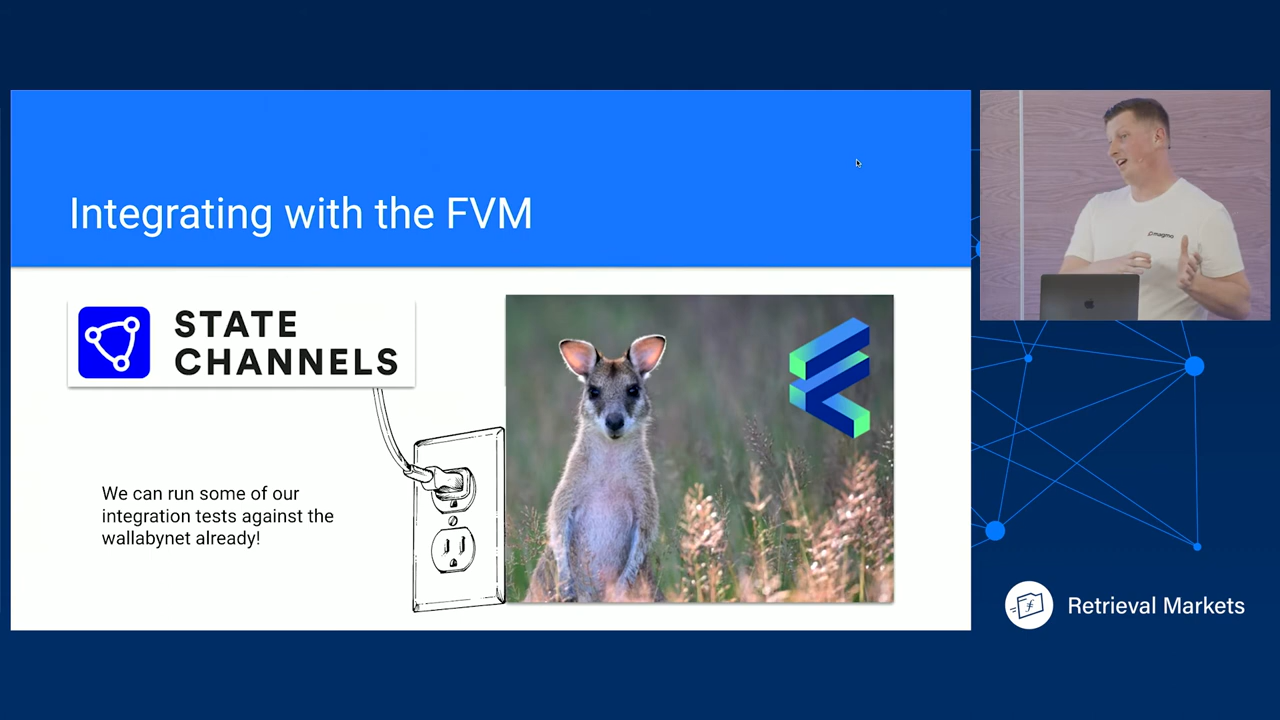 Integrating with the FVM
STATE
CHANNELS
We can run some of our
integration tests against the
wallabynet already!
magmo
Retrieval Markets